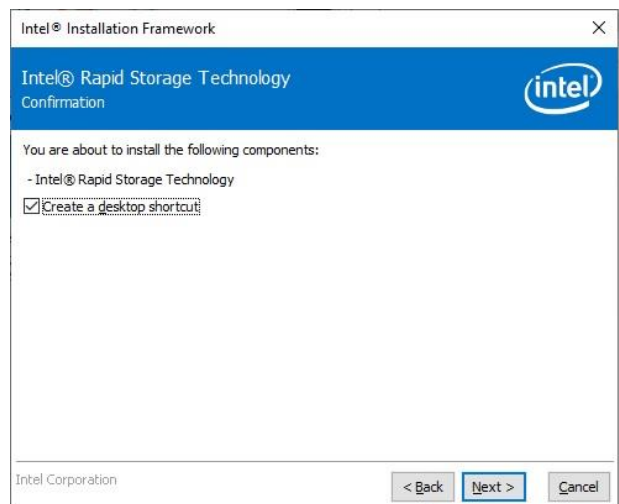 Intel® Installation Framework
Intel® Rapid Storage Technology
Confirmation
intel
You are about to install the following components:
- Intel® Rapid Storage Technology
Create a desktop shortcut
Intel Corporation
< Back Next > Cancel